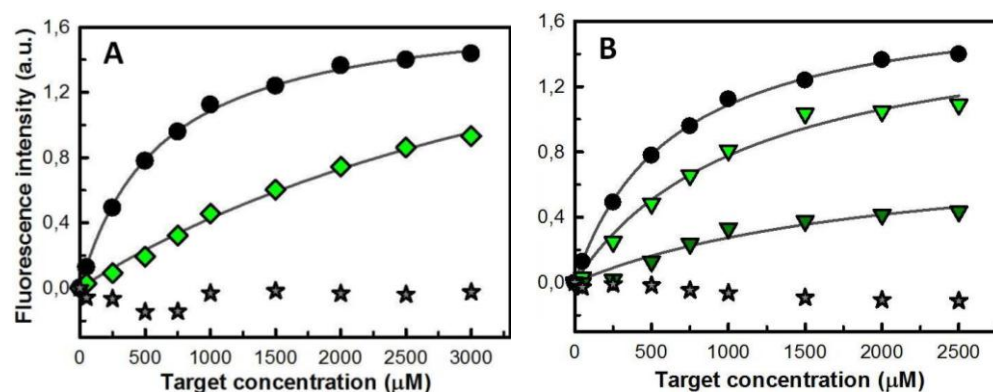 A
B
Fluorescence intensity (a.u.)
1,6
1,2
0,8
0,4
0,0
0 500 1000 1500 2000 2500 3000
Target concentration (μM)
1,6
1,2
0,8
0,4
0,0
0 500 1000 1500 2000 2500
Target concentration (μM)